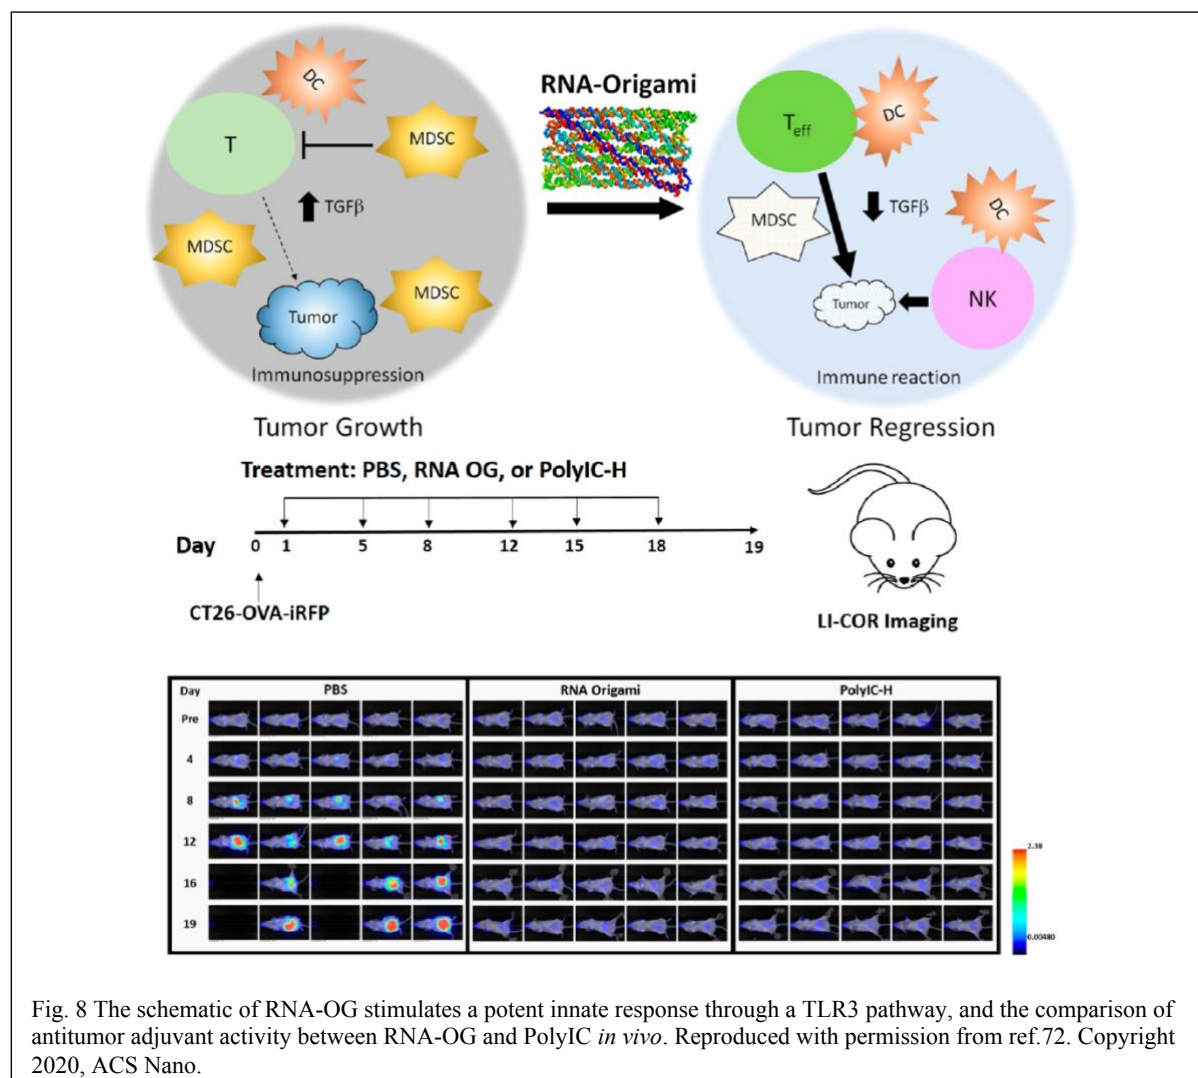 DC
T
MDSC
TGFβ
MDSC
MDSC
Tumor
Immunosuppression
Tumor Growth
RNA-Origami
Teff
DC
TGFβ
MDSC
DC
Tumor
NK
Immune reaction
Tumor Regression
Treatment: PBS, RNA OG, or PolyIC-H
Day 0 1 5 8 12 15 18 19
CT26-OVA-iRFP
LI-COR Imaging
Day PBS RNA Origami PolyIC-H
Pre
4
8
12
16
19
2.38
0.00480
Fig. 8 The schematic of RNA-OG stimulates a potent innate response through a TLR3 pathway, and the comparison of
antitumor adjuvant activity between RNA-OG and PolyIC in vivo. Reproduced with permission from ref.72. Copyright
2020, ACS Nano.